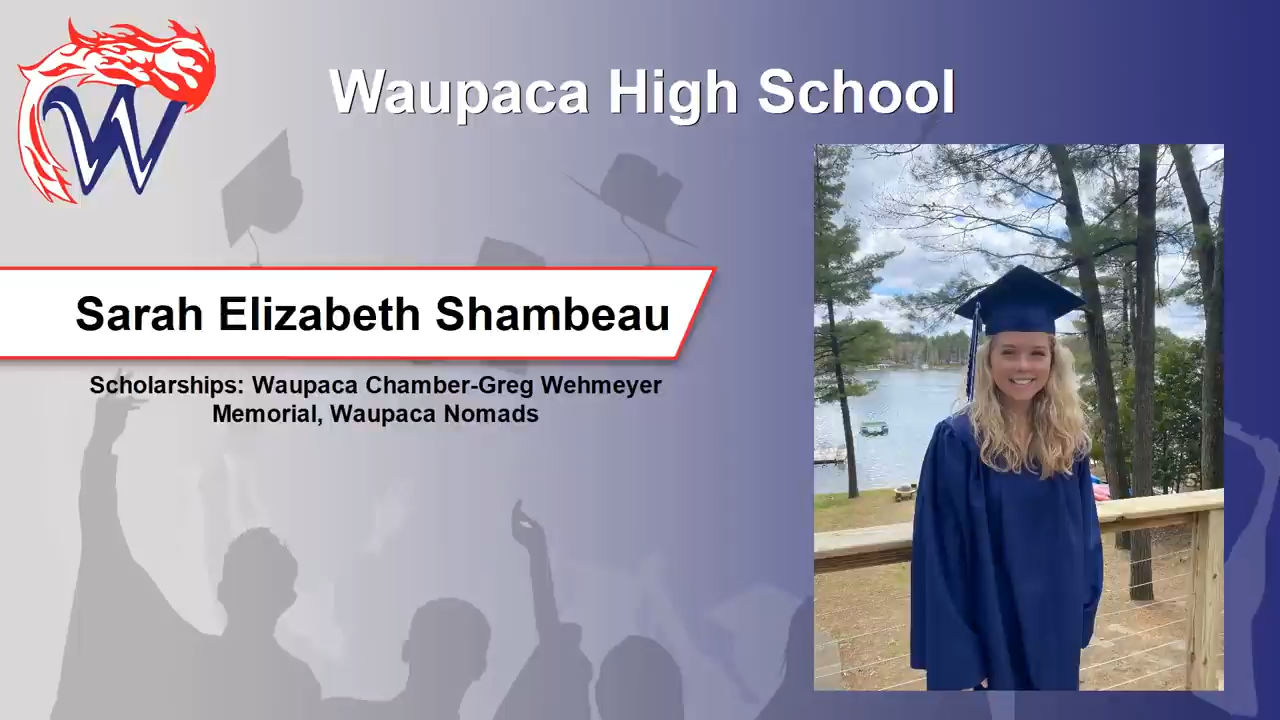 W
Waupaca High School
Sarah Elizabeth Shambeau
Scholarships: Waupaca Chamber-Greg Wehmeyer
Memorial, Waupaca Nomads